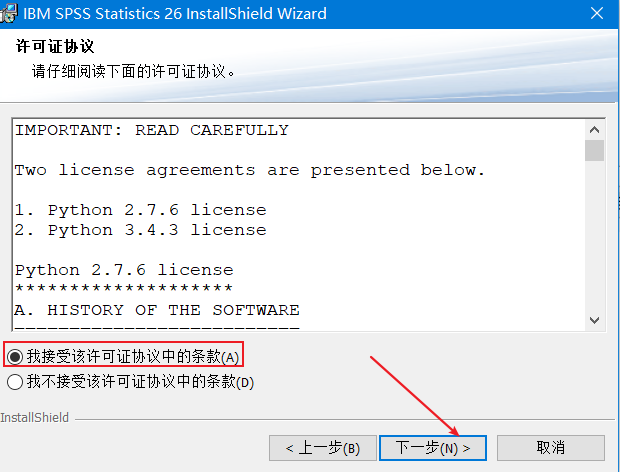 IBM SPSS Statistics 26 InstallShield Wizard
许可证协议
请仔细阅读下面的许可证协议。
IMPORTANT: READ CAREFULLY
Two license agreements are presented below.
1. Python 2.7.6 license
2. Python 3.4.3 license
Python 2.7.6 license
********************
A. HISTORY OF THE SOFTWARE
==========================
我接受该许可证协议中的条款(A)
我不接受该许可证协议中的条款(D)
InstallShield
< 上一步(B)
下一步(N) >
取消